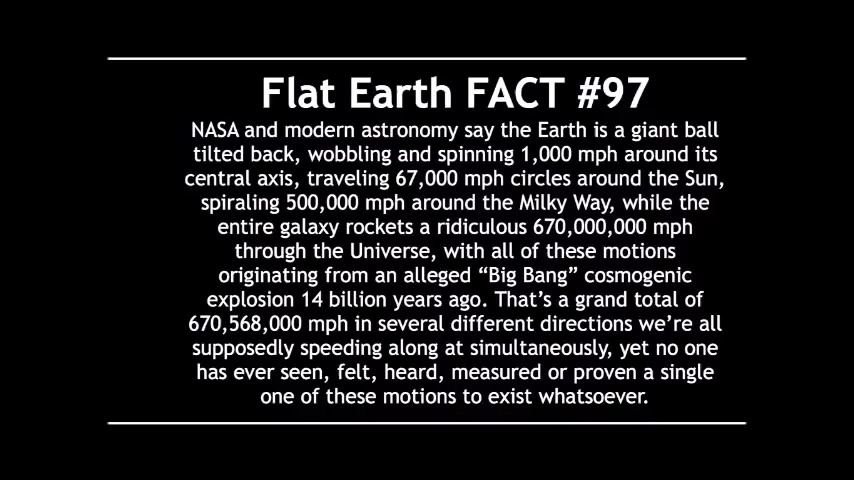 Flat Earth FACT #97
NASA and modern astronomy say the Earth is a giant ball
tilted back, wobbling and spinning 1,000 mph around its
central axis, traveling 67,000 mph circles around the Sun,
spiraling 500,000 mph around the Milky Way, while the
entire galaxy rockets a ridiculous 670,000,000 mph
through the Universe, with all of these motions
originating from an alleged “Big Bang” cosmogenic
explosion 14 billion years ago. That’s a grand total of
670,568,000 mph in several different directions we’re all
supposedly speeding along at simultaneously, yet no one
has ever seen, felt, heard, measured or proven a single
one of these motions to exist whatsoever.